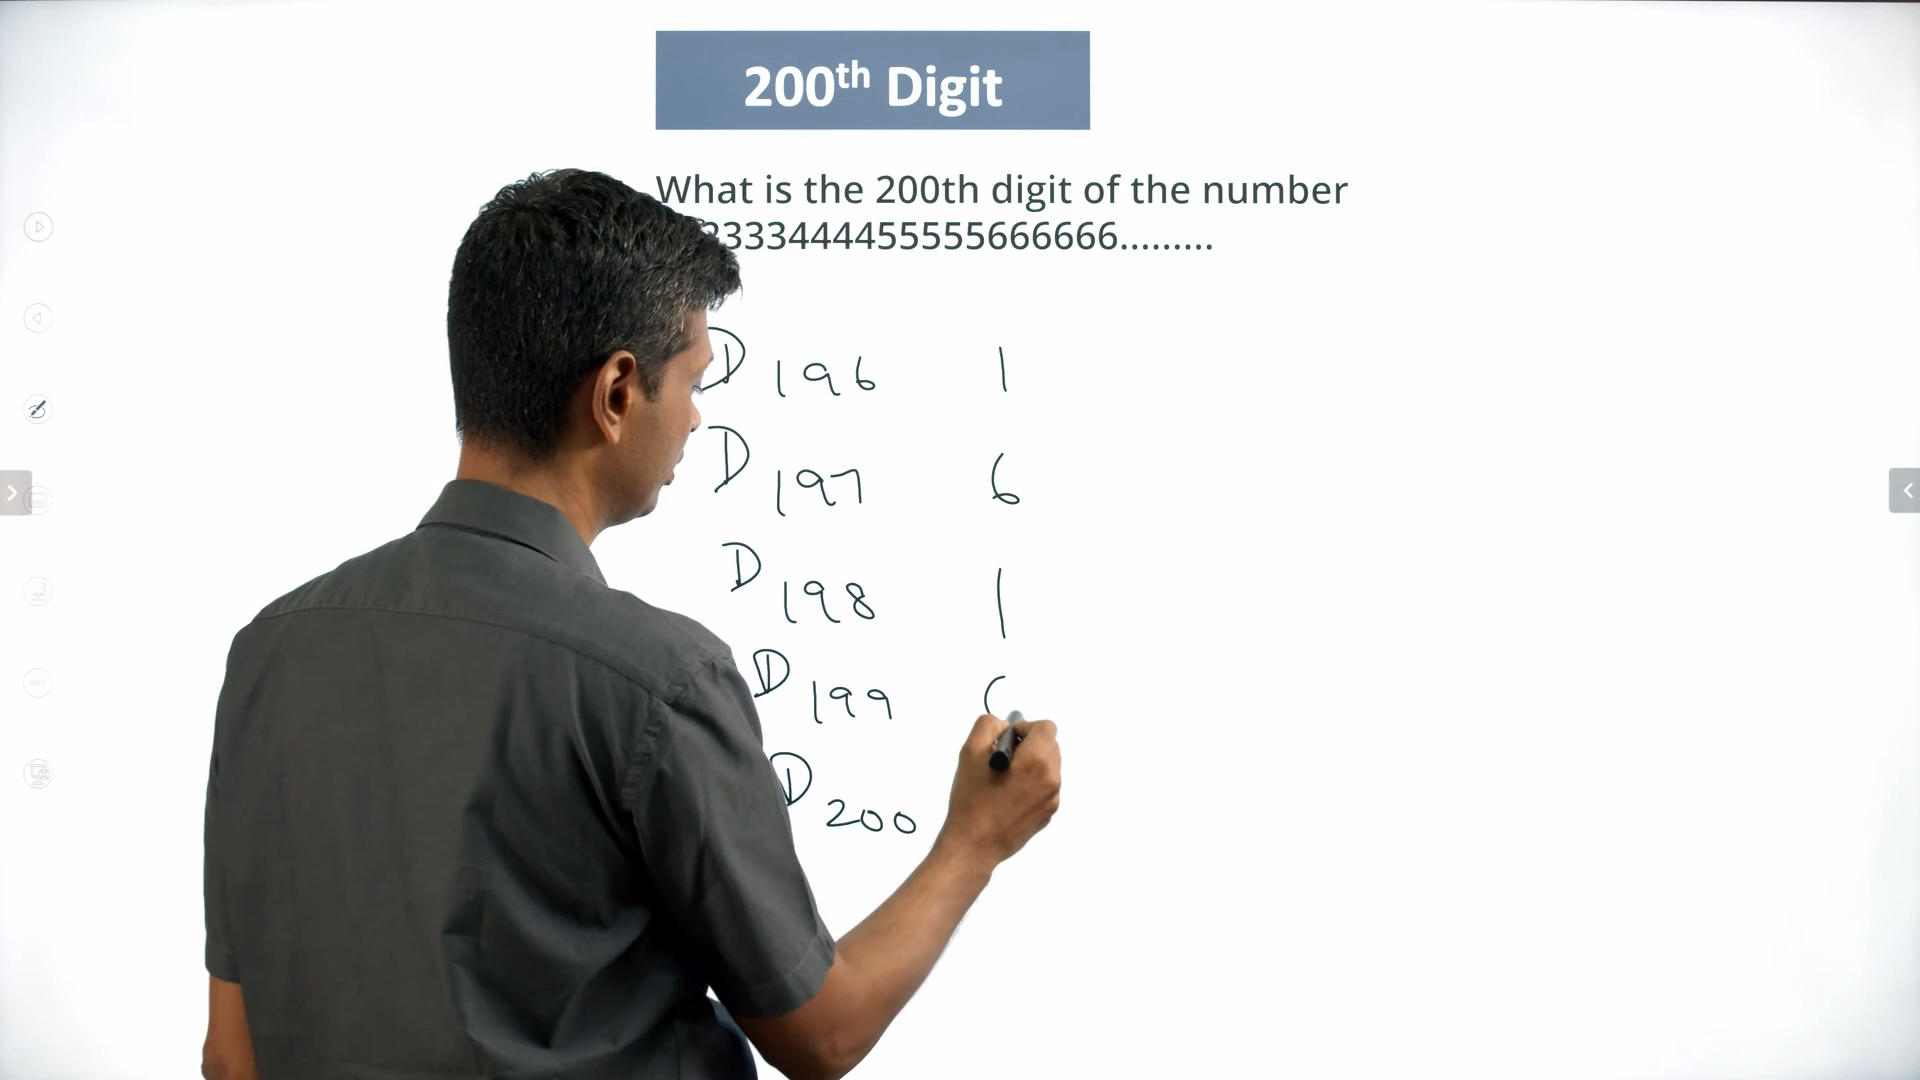 200th Digit
What is the 200th digit of the number
333444455555666666.........
D 196 1
D 197 6
D 198 1
D 199
D 200